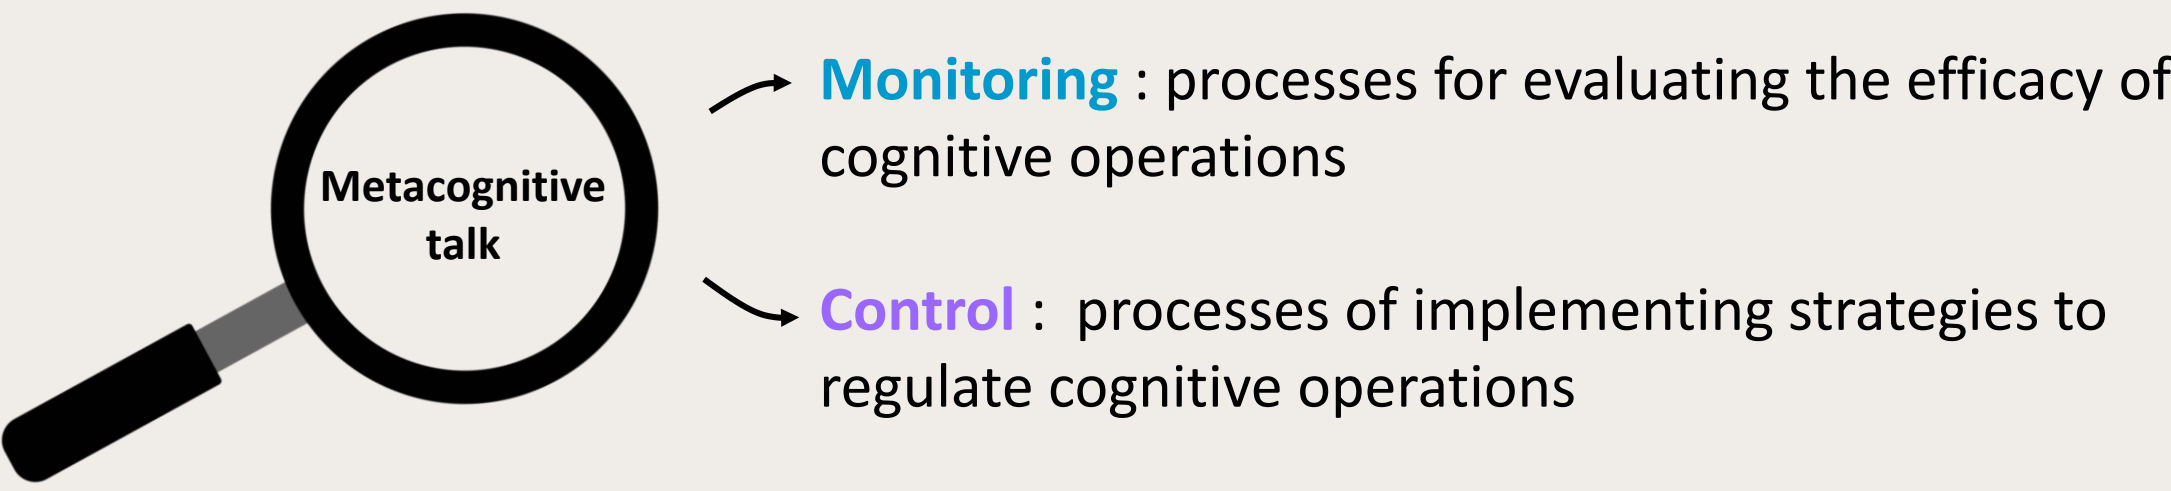 Metacognitive
talk
Monitoring : processes for evaluating the efficacy of
cognitive operations
Control :  processes of implementing strategies to
regulate cognitive operations